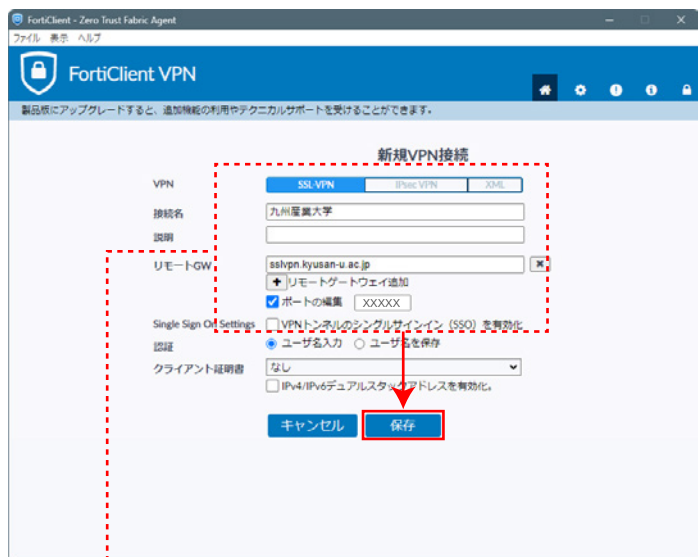 FortiClient - Zero Trust Fabric Agent
ファイル 表示 ヘルプ
FortiClient VPN
製品版にアップグレードすると、追加機能の利用やテクニカルサポートを受けることができます。
新規VPN接続
VPN SSL-VPN IPsec VPN XML
接続名 九州産業大学
説明
リモートGW sslvpn.kyusan-u.ac.jp
リモートゲートウェイ追加
ポートの編集 XXXXX
Single Sign On Settings VPNトンネルのシングルサインイン（SSO）を有効化
認証 ユーザ名入力 ユーザ名を保存
クライアント証明書 なし
IPv4/IPv6デュアルスタックアドレスを有効化。
キャンセル 保存